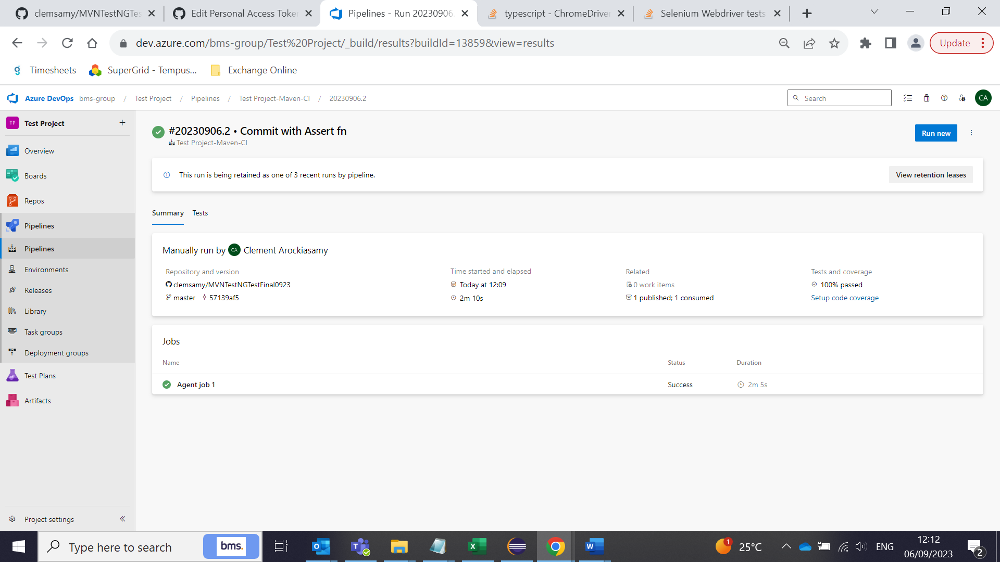 clemsamy/MVNTestNGTes
Edit Personal Access Token
Pipelines - Run 20230906.
typescript - ChromeDriver
Selenium Webdriver tests
dev.azure.com/bms-group/Test%20Project/_build/results?buildId=13859&view=results
Update
Timesheets
SuperGrid - Tempus...
Exchange Online
Azure DevOps bms-group / Test Project / Pipelines / Test Project-Maven-CI / 20230906.2
Search
CA
TP Test Project
Overview
Boards
Repos
Pipelines
Pipelines
Environments
Releases
Library
Task groups
Deployment groups
Test Plans
Artifacts
Project settings
#20230906.2 • Commit with Assert fn
Test Project-Maven-CI
Run new
This run is being retained as one of 3 recent runs by pipeline.
View retention leases
Summary Tests
Manually run by CA Clement Arockiasamy
Repository and version
clemsamy/MVNTestNGTestFinal0923
master 57139af5
Time started and elapsed
Today at 12:09
2m 10s
Related
0 work items
1 published; 1 consumed
Tests and coverage
100% passed
Setup code coverage
Jobs
Name Status Duration
Agent job 1 Success 2m 5s
Type here to search
bms.
25°C
ENG
12:12
06/09/2023
2